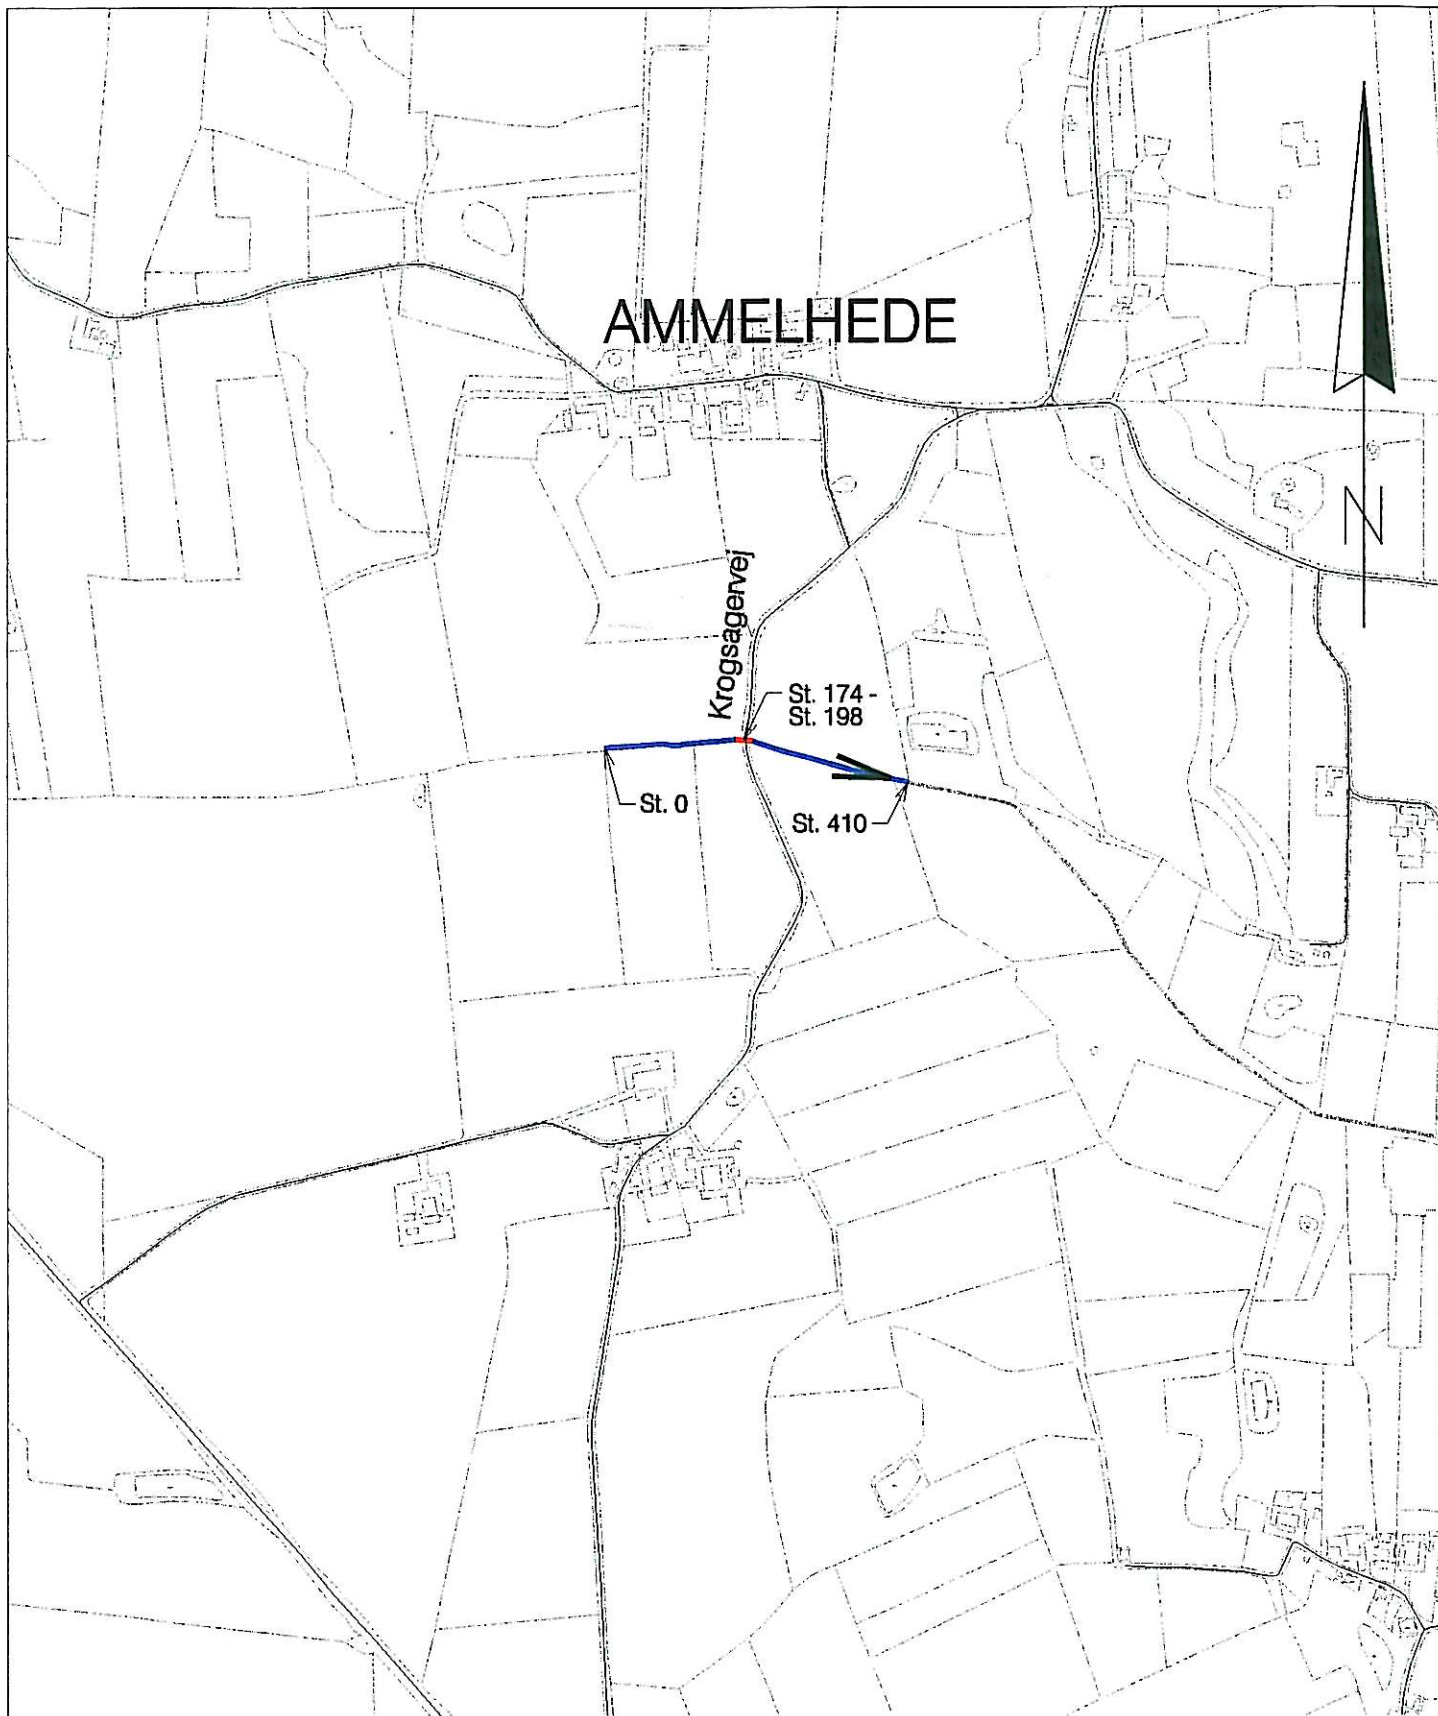 AMMELHEDE
N
Krogsagervej
St. 174 -
St. 198
St. 0
St. 410